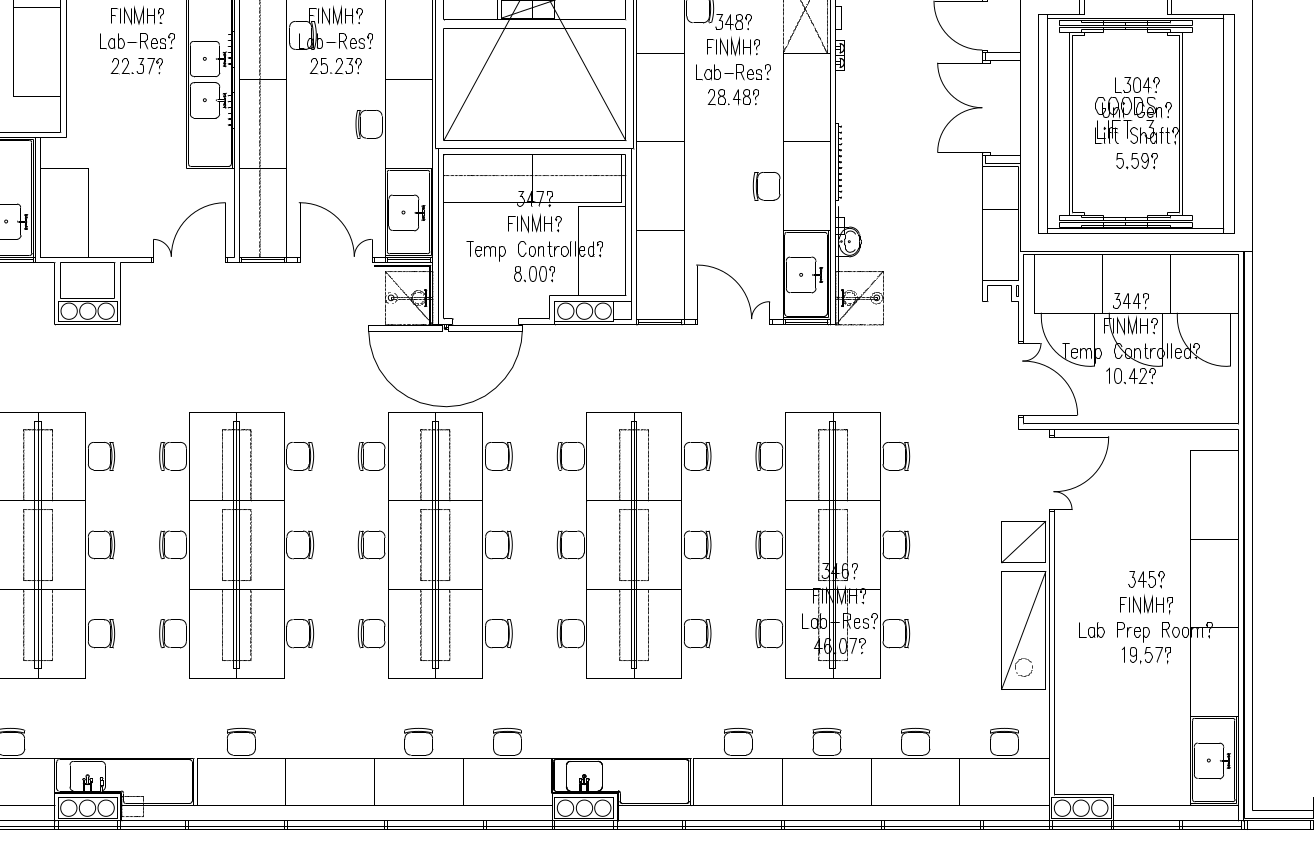 FINMH?
Lab-Res?
22.37?
FINMH?
Lab-Res?
25.23?
348?
FINMH?
Lab-Res?
28.48?
L304?
GOODS
Uni Gen?
LIFT 3
Lift Shaft?
5.59?
347?
FINMH?
Temp Controlled?
8.00?
344?
FINMH?
Temp Controlled?
10.42?
346?
FINMH?
Lab-Res?
46.07?
345?
FINMH?
Lab Prep Room?
19.57?